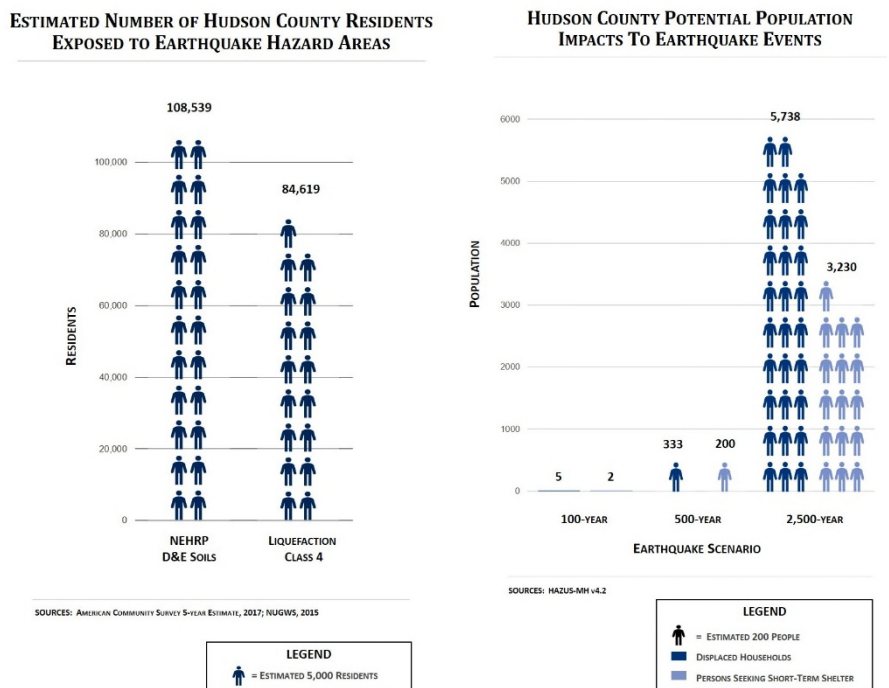 ESTIMATED NUMBER OF HUDSON COUNTY RESIDENTS
EXPOSED TO EARTHQUAKE HAZARD AREAS
108,539
100,000
84,619
80,000
60,000
40,000
20,000
0
RESIDENTS
NEHRP
D&E SOILS
LIQUEFACTION
CLASS 4
SOURCES: AMERICAN COMMUNITY SURVEY 5-YEAR ESTIMATE, 2017; NUGWS, 2015
LEGEND
= ESTIMATED 5,000 RESIDENTS
HUDSON COUNTY POTENTIAL POPULATION
IMPACTS TO EARTHQUAKE EVENTS
6000
5,738
5000
4000
3,230
3000
2000
1000
333
200
5
2
0
POPULATION
100-YEAR
500-YEAR
2,500-YEAR
EARTHQUAKE SCENARIO
SOURCES: HAZUS-MH v4.2
LEGEND
= ESTIMATED 200 PEOPLE
DISPLACED HOUSEHOLDS
PERSONS SEEKING SHORT-TERM SHELTER